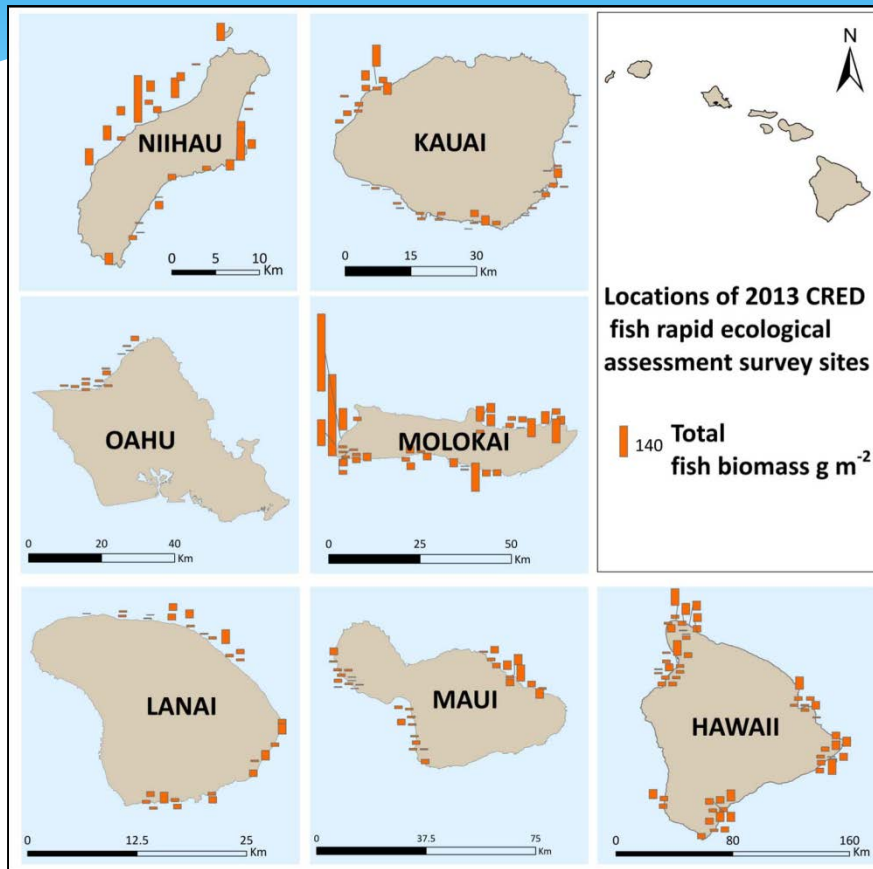 NIIHAU
0 5 10
Km
KAUAI
0 15 30
Km
N
Locations of 2013 CRED
fish rapid ecological
assessment survey sites
140 Total
fish biomass g m⁻²
OAHU
0 20 40
Km
MOLOKAI
0 25 50
Km
LANAI
0 12.5 25
Km
MAUI
0 37.5 75
Km
HAWAII
0 80 160
Km